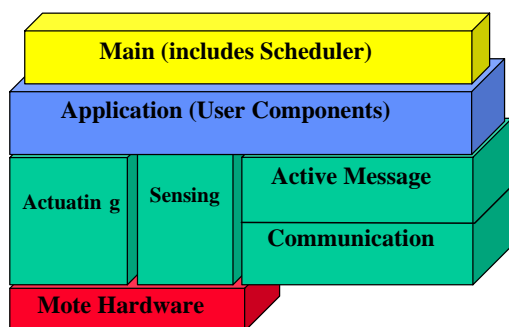 Main (includes Scheduler)
Application (User Components)
Actuatin g
Sensing
Active Message
Communication
Mote Hardware